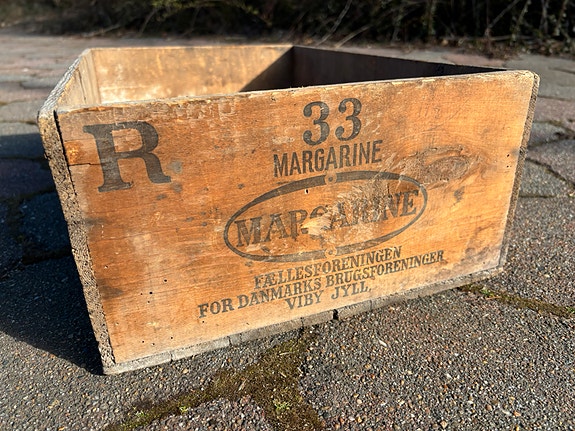 R
33
MARGARINE
MARGARINE
FÆLLESFORENINGEN
FOR DANMARKS BRUGSFORENINGER
VIBY JYLL.